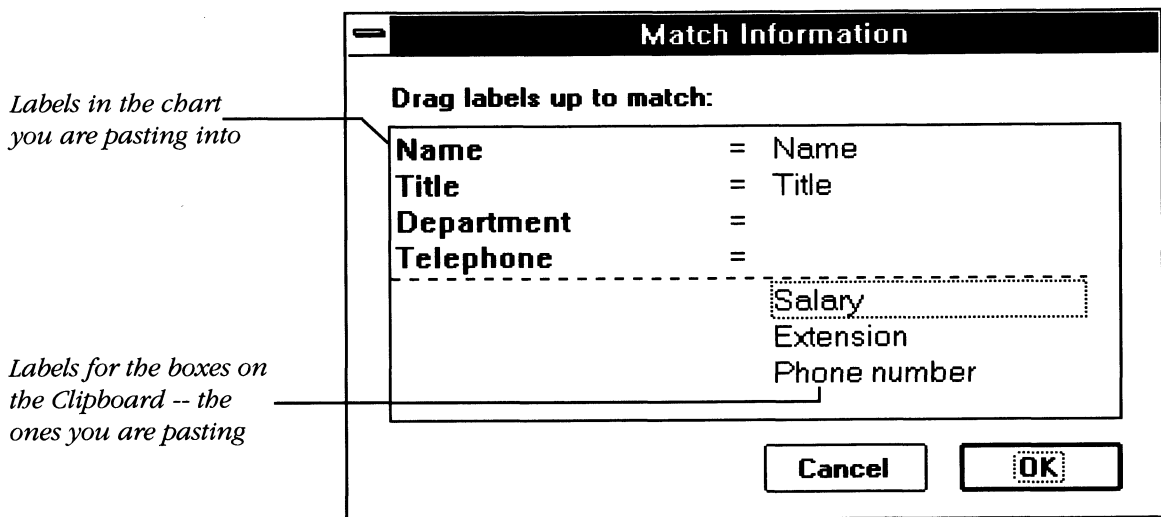 Match Information
Labels in the chart
you are pasting into
Drag labels up to match:
Name = Name
Title = Title
Department =
Telephone =
Salary
Extension
Phone number
Labels for the boxes on
the Clipboard -- the
ones you are pasting
Cancel OK